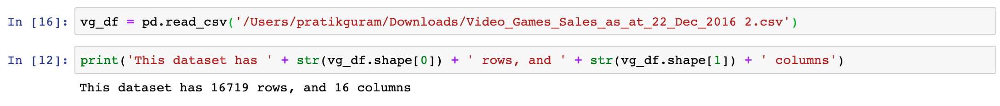 In [16]: vg_df = pd.read_csv('/Users/pratikguram/Downloads/Video_Games_Sales_as_at_22_Dec_2016 2.csv')
In [12]: print('This dataset has ' + str(vg_df.shape[0]) + ' rows, and ' + str(vg_df.shape[1]) + ' columns')
This dataset has 16719 rows, and 16 columns